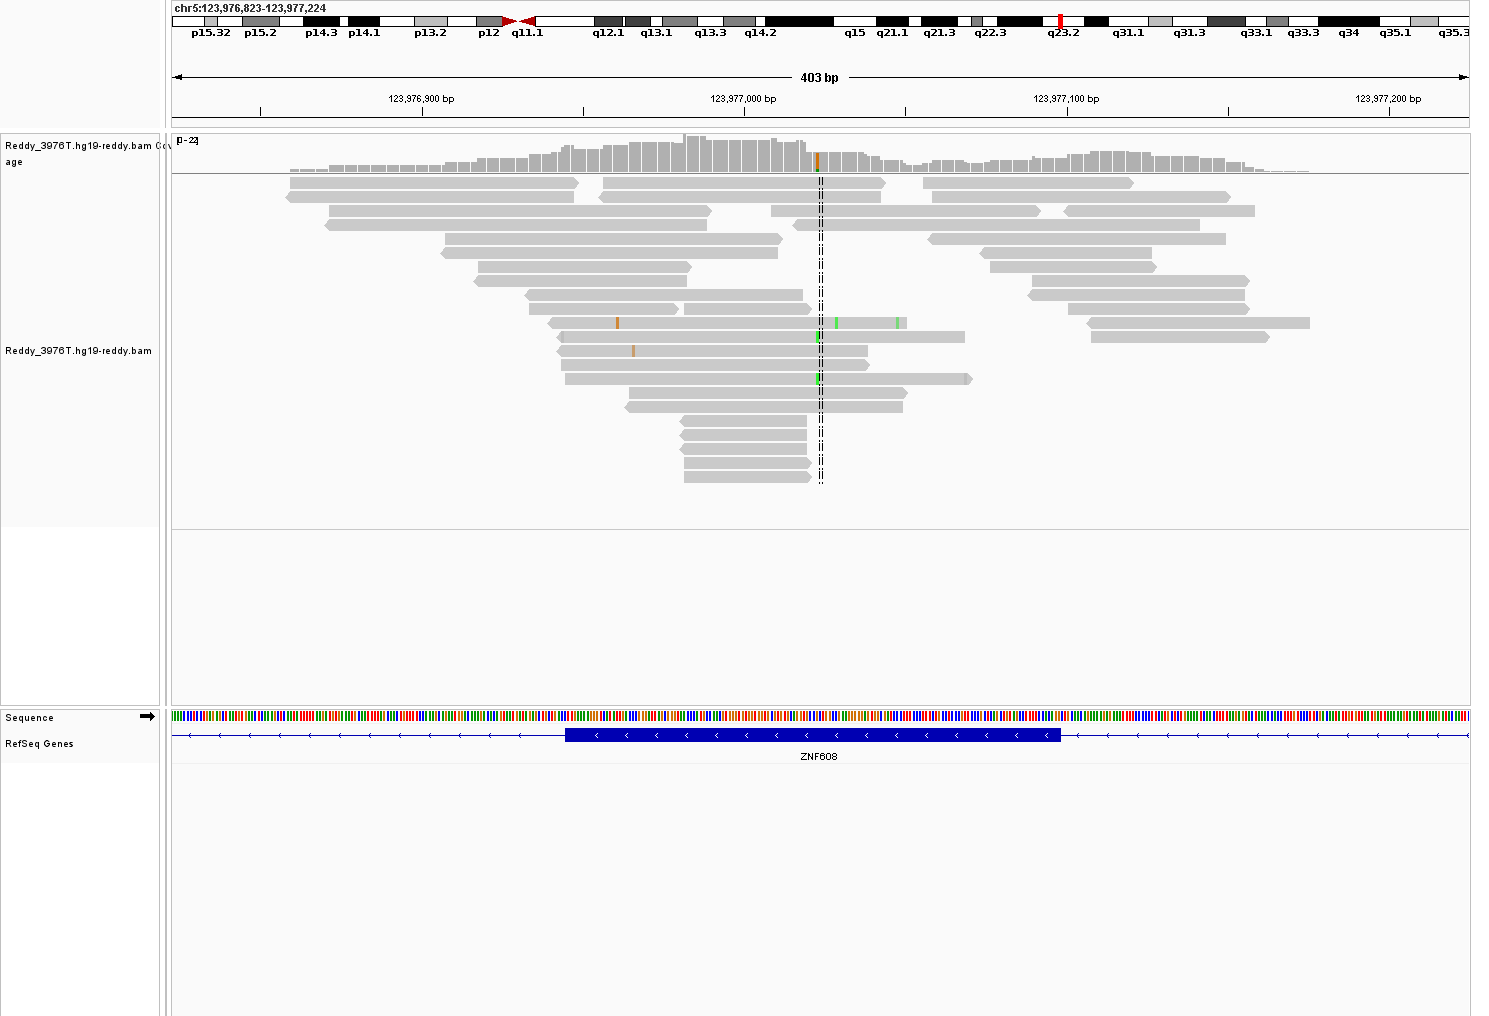 chr5:123,976,823-123,977,224
p15.32 p15.2 p14.3 p14.1 p13.2 p12 q11.1 q12.1 q13.1 q13.3 q14.2 q15 q21.1 q21.3 q22.3 q23.2 q31.1 q31.3 q33.1 q33.3 q34 q35.1 q35.3
403 bp
123,976,900 bp 123,977,000 bp 123,977,100 bp 123,977,200 bp
[0-22]
Reddy_3976T.hg19-reddy.bam Cov
age
Reddy_3976T.hg19-reddy.bam
Sequence
RefSeq Genes
ZNF608